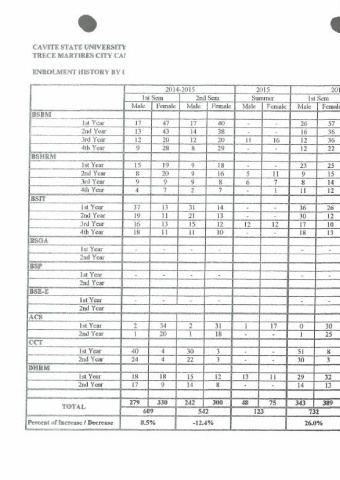 CAVITE STATE UNIVERSITY
TRECE MARTIRES CITY CA
ENROLMENT HISTORY BY
2014-2015 2015 20
1st Sem 2nd Sem Summer 1st Sem
Male Female Male Female Male Female Male Female
BSBM
1st Year 17 47 17 40 - - 26 57
2nd Year 13 43 14 38 - - 16 36
3rd Year 12 20 12 20 11 16 12 36
4th Year 9 28 8 29 - - 12 22
BSHRM
1st Year 15 19 9 18 - - 23 25
2nd Year 8 20 9 16 5 11 9 15
3rd Year 9 9 9 8 6 7 8 14
4th Year 4 7 2 7 - 1 11 12
BSIT
1st Year 37 13 31 14 - - 36 26
2nd Year 19 11 21 13 - - 30 12
3rd Year 16 13 15 12 12 12 17 10
4th Year 18 11 11 10 - - 18 13
BSOA
1st Year - - - - - -
2nd Year
BSP
1st Year - - - - - -
2nd Year
BSE-E
1st Year - - - - - -
2nd Year
ACS
1st Year 2 34 2 31 1 17 0 30
2nd Year 1 20 1 18 - - 1 25
CCT
1st Year 40 4 30 3 - - 51 8
2nd Year 24 4 22 3 - - 30 3
DHRM
1st Year 18 18 15 12 13 11 29 32
2nd Year 17 9 14 8 - - 14 13
TOTAL 279 330 242 300 48 75 343 389
609 542 123 732
Percent of Increase / Decrease 8.5% -12.4% 26.0%